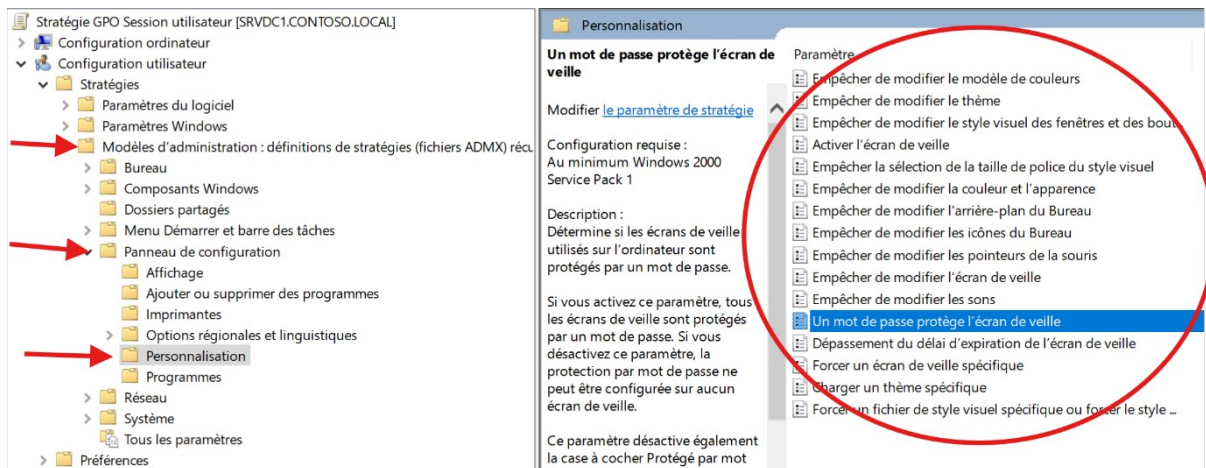 Stratégie GPO Session utilisateur [SRVDC1.CONTOSO.LOCAL]
Configuration ordinateur
Configuration utilisateur
Stratégies
Paramètres du logiciel
Paramètres Windows
Modèles d'administration : définitions de stratégies (fichiers ADMX) récu
Bureau
Composants Windows
Dossiers partagés
Menu Démarrer et barre des tâches
Panneau de configuration
Affichage
Ajouter ou supprimer des programmes
Imprimantes
Options régionales et linguistiques
Personnalisation
Programmes
Réseau
Système
Tous les paramètres
Préférences
Personnalisation
Un mot de passe protège l'écran de
veille
Modifier le paramètre de stratégie
Configuration requise :
Au minimum Windows 2000
Service Pack 1
Description :
Détermine si les écrans de veille
utilisés sur l'ordinateur sont
protégés par un mot de passe.
Si vous activez ce paramètre, tous
les écrans de veille sont protégés
par un mot de passe. Si vous
désactivez ce paramètre, la
protection par mot de passe ne
peut être configurée sur aucun
écran de veille.
Ce paramètre désactive également
la case à cocher Protégé par mot
Paramètre
Empêcher de modifier le modèle de couleurs
Empêcher de modifier le thème
Empêcher de modifier le style visuel des fenêtres et des bout...
Activer l'écran de veille
Empêcher la sélection de la taille de police du style visuel
Empêcher de modifier la couleur et l'apparence
Empêcher de modifier l'arrière-plan du Bureau
Empêcher de modifier les icônes du Bureau
Empêcher de modifier les pointeurs de la souris
Empêcher de modifier l'écran de veille
Empêcher de modifier les sons
Un mot de passe protège l'écran de veille
Dépassement du délai d'expiration de l'écran de veille
Forcer un écran de veille spécifique
Charger un thème spécifique
Forcer un fichier de style visuel spécifique ou forcer le style ...